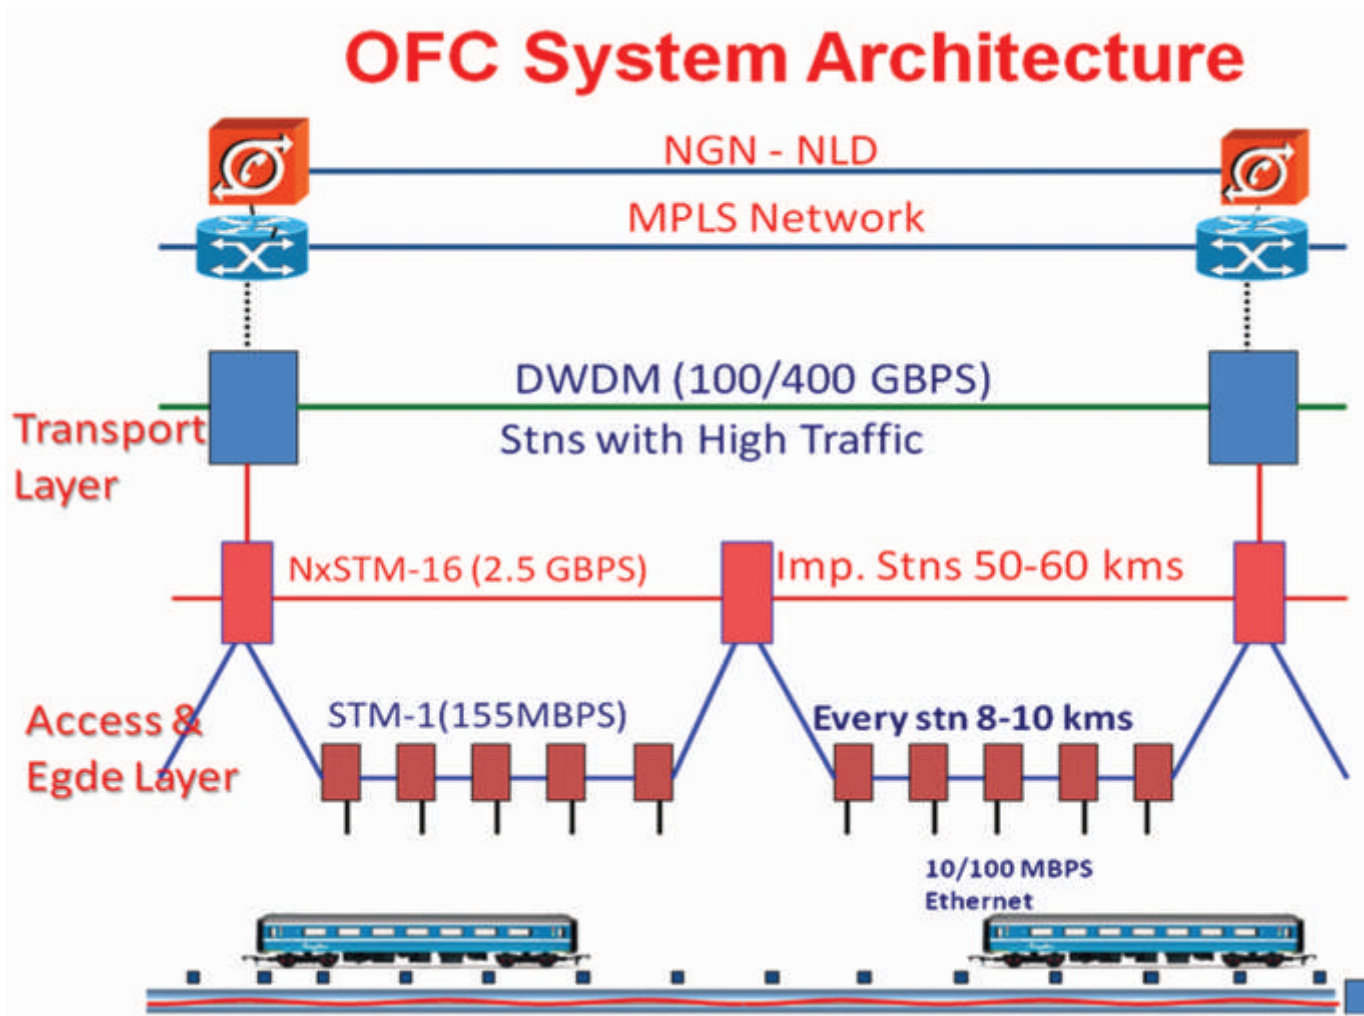 OFC System Architecture
NGN - NLD
MPLS Network
DWDM (100/400 GBPS)
Transport
Layer
Stns with High Traffic
NxSTM-16 (2.5 GBPS)
Imp. Stns 50-60 kms
Access &
Egde Layer
STM-1(155MBPS)
Every stn 8-10 kms
10/100 MBPS
Ethernet